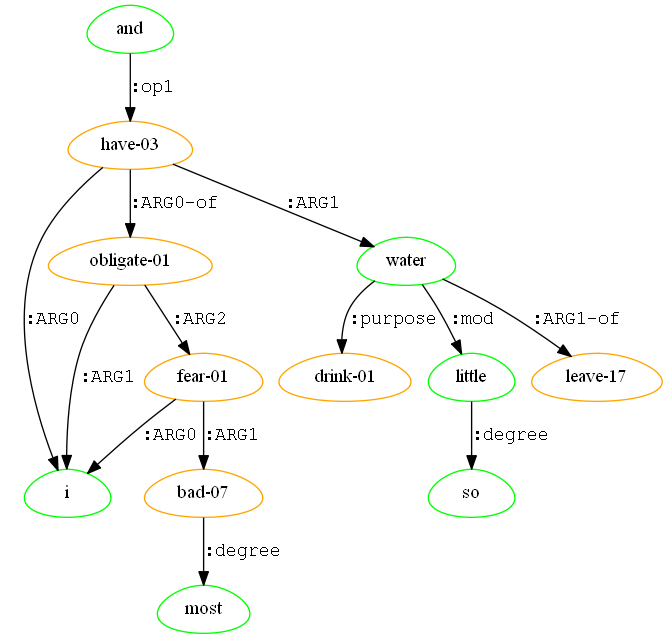 and
:op1
have-03
:ARG0-of :ARG1
obligate-01 water
:ARG0 :ARG2 :purpose :mod :ARG1-of
:ARG1 fear-01 drink-01 little leave-17
:ARG0 :ARG1 :degree
i bad-07 so
:degree
most